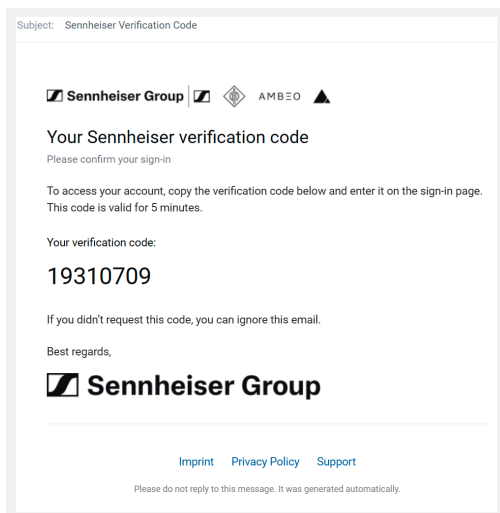 Subject: Sennheiser Verification Code
Sennheiser Group AMBEO
Your Sennheiser verification code
Please confirm your sign-in
To access your account, copy the verification code below and enter it on the sign-in page.
This code is valid for 5 minutes.
Your verification code:
19310709
If you didn't request this code, you can ignore this email.
Best regards,
Sennheiser Group
Imprint Privacy Policy Support
Please do not reply to this message. It was generated automatically.